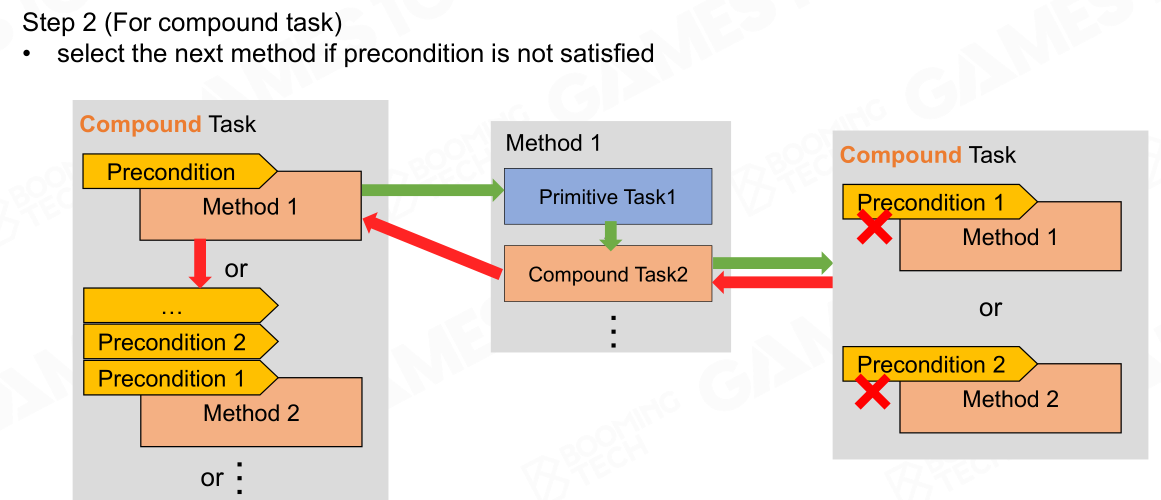 Step 2 (For compound task)
• select the next method if precondition is not satisfied
Compound Task
Precondition
Method 1
or
...
Precondition 2
Precondition 1
Method 2
or
Method 1
Primitive Task1
Compound Task2
Compound Task
Precondition 1
Method 1
or
Precondition 2
Method 2
BOOMING
TECH